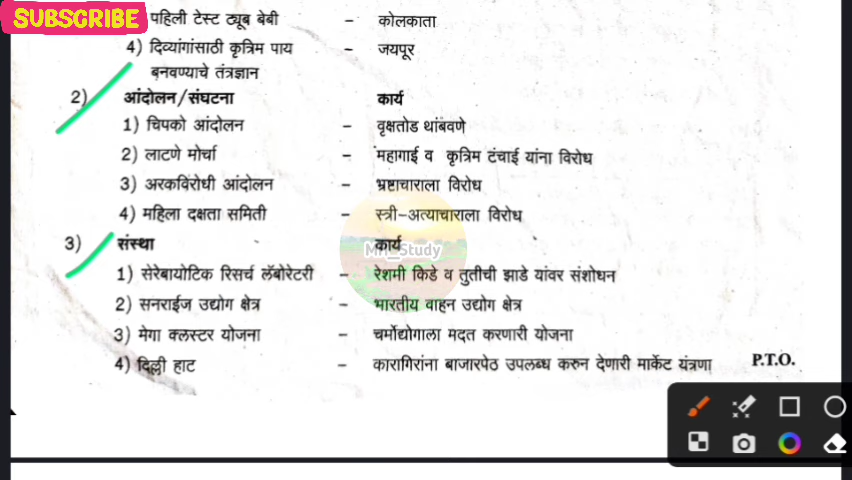 SUBSCRIBE
पहिली टेस्ट ट्यूब बेबी – कोलकाता
4) दिव्यांगांसाठी कृत्रिम पाय – जयपूर
बनवण्याचे तंत्रज्ञान
2) आंदोलन/संघटना कार्य
1) चिपको आंदोलन – वृक्षतोड थांबवणे
2) लाटणे मोर्चा – महागाई व कृत्रिम टंचाई यांना विरोध
3) अरकविरोधी आंदोलन – भ्रष्टाचाराला विरोध
4) महिला दक्षता समिती – स्त्री-अत्याचाराला विरोध
3) संस्था कार्य
MH_Study
1) सेरेबायोटिक रिसर्च लॅबोरेटरी – रेशमी किडे व तुतीची झाडे यांवर संशोधन
2) सनराईज उद्योग क्षेत्र – भारतीय वाहन उद्योग क्षेत्र
3) मेगा क्लस्टर योजना – चर्मोद्योगाला मदत करणारी योजना
4) दिल्ली हाट – कारागिरांना बाजारपेठ उपलब्ध करुन देणारी मार्केट यंत्रणा
P.T.O.